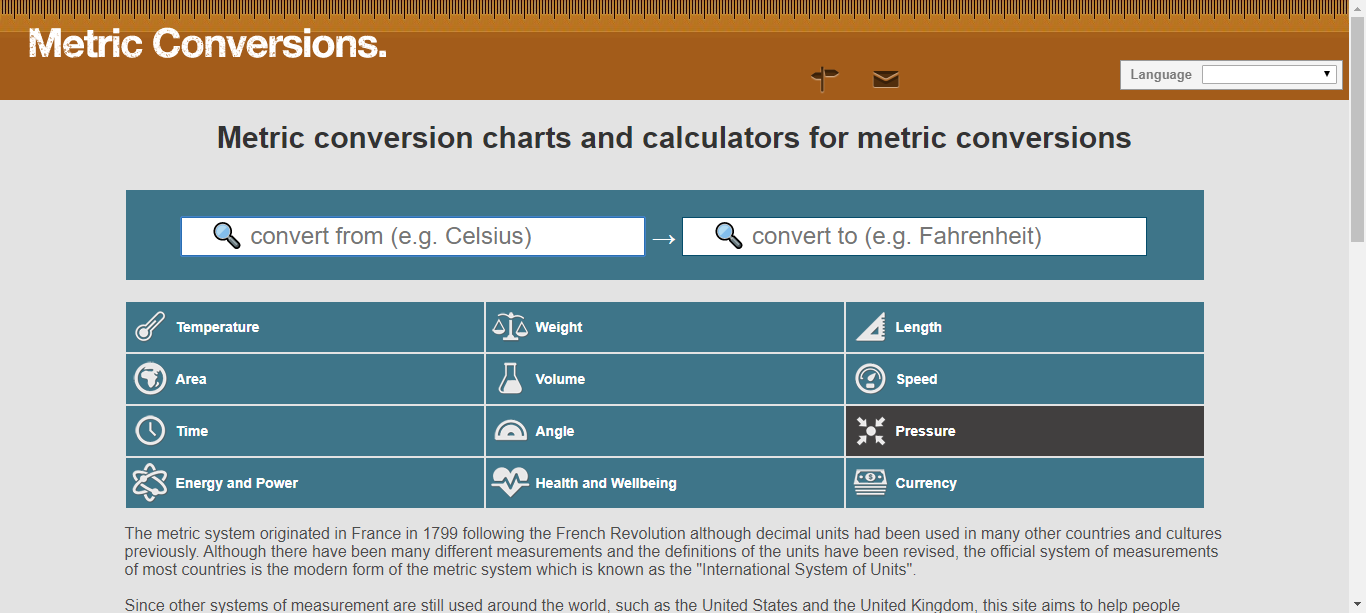 Metric Conversions.
Language
Metric conversion charts and calculators for metric conversions
convert from (e.g. Celsius) → convert to (e.g. Fahrenheit)
Temperature Weight Length
Area Volume Speed
Time Angle Pressure
Energy and Power Health and Wellbeing Currency
The metric system originated in France in 1799 following the French Revolution although decimal units had been used in many other countries and cultures
previously. Although there have been many different measurements and the definitions of the units have been revised, the official system of measurements
of most countries is the modern form of the metric system which is known as the "International System of Units".
Since other systems of measurement are still used around the world, such as the United States and the United Kingdom, this site aims to help people